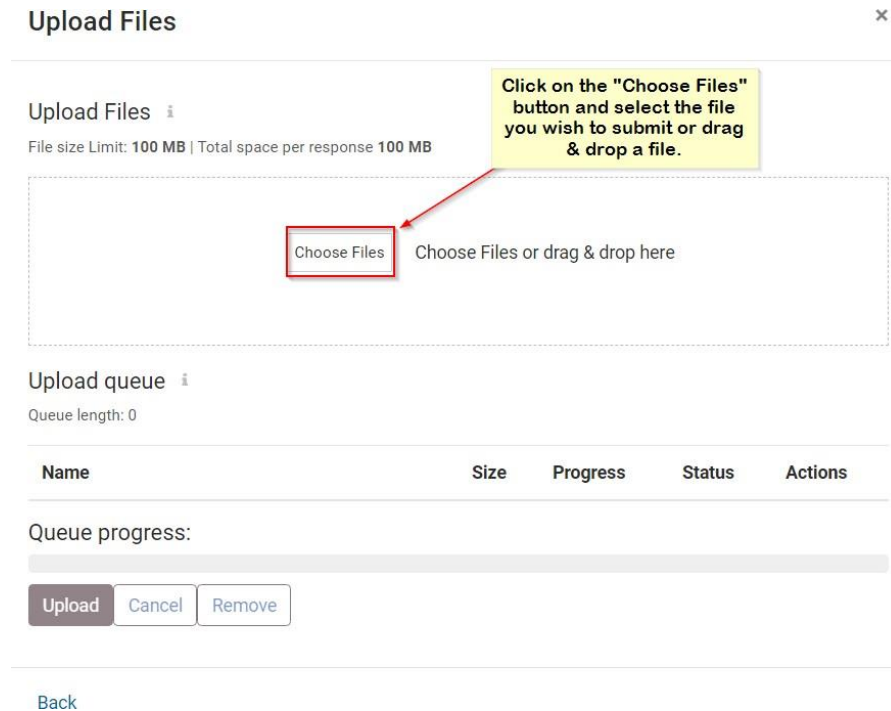 Upload Files
×
Click on the "Choose Files"
button and select the file
you wish to submit or drag
& drop a file.
Upload Files i
File size Limit: 100 MB | Total space per response 100 MB
Choose Files Choose Files or drag & drop here
Upload queue i
Queue length: 0
Name Size Progress Status Actions
Queue progress:
Upload Cancel Remove
Back